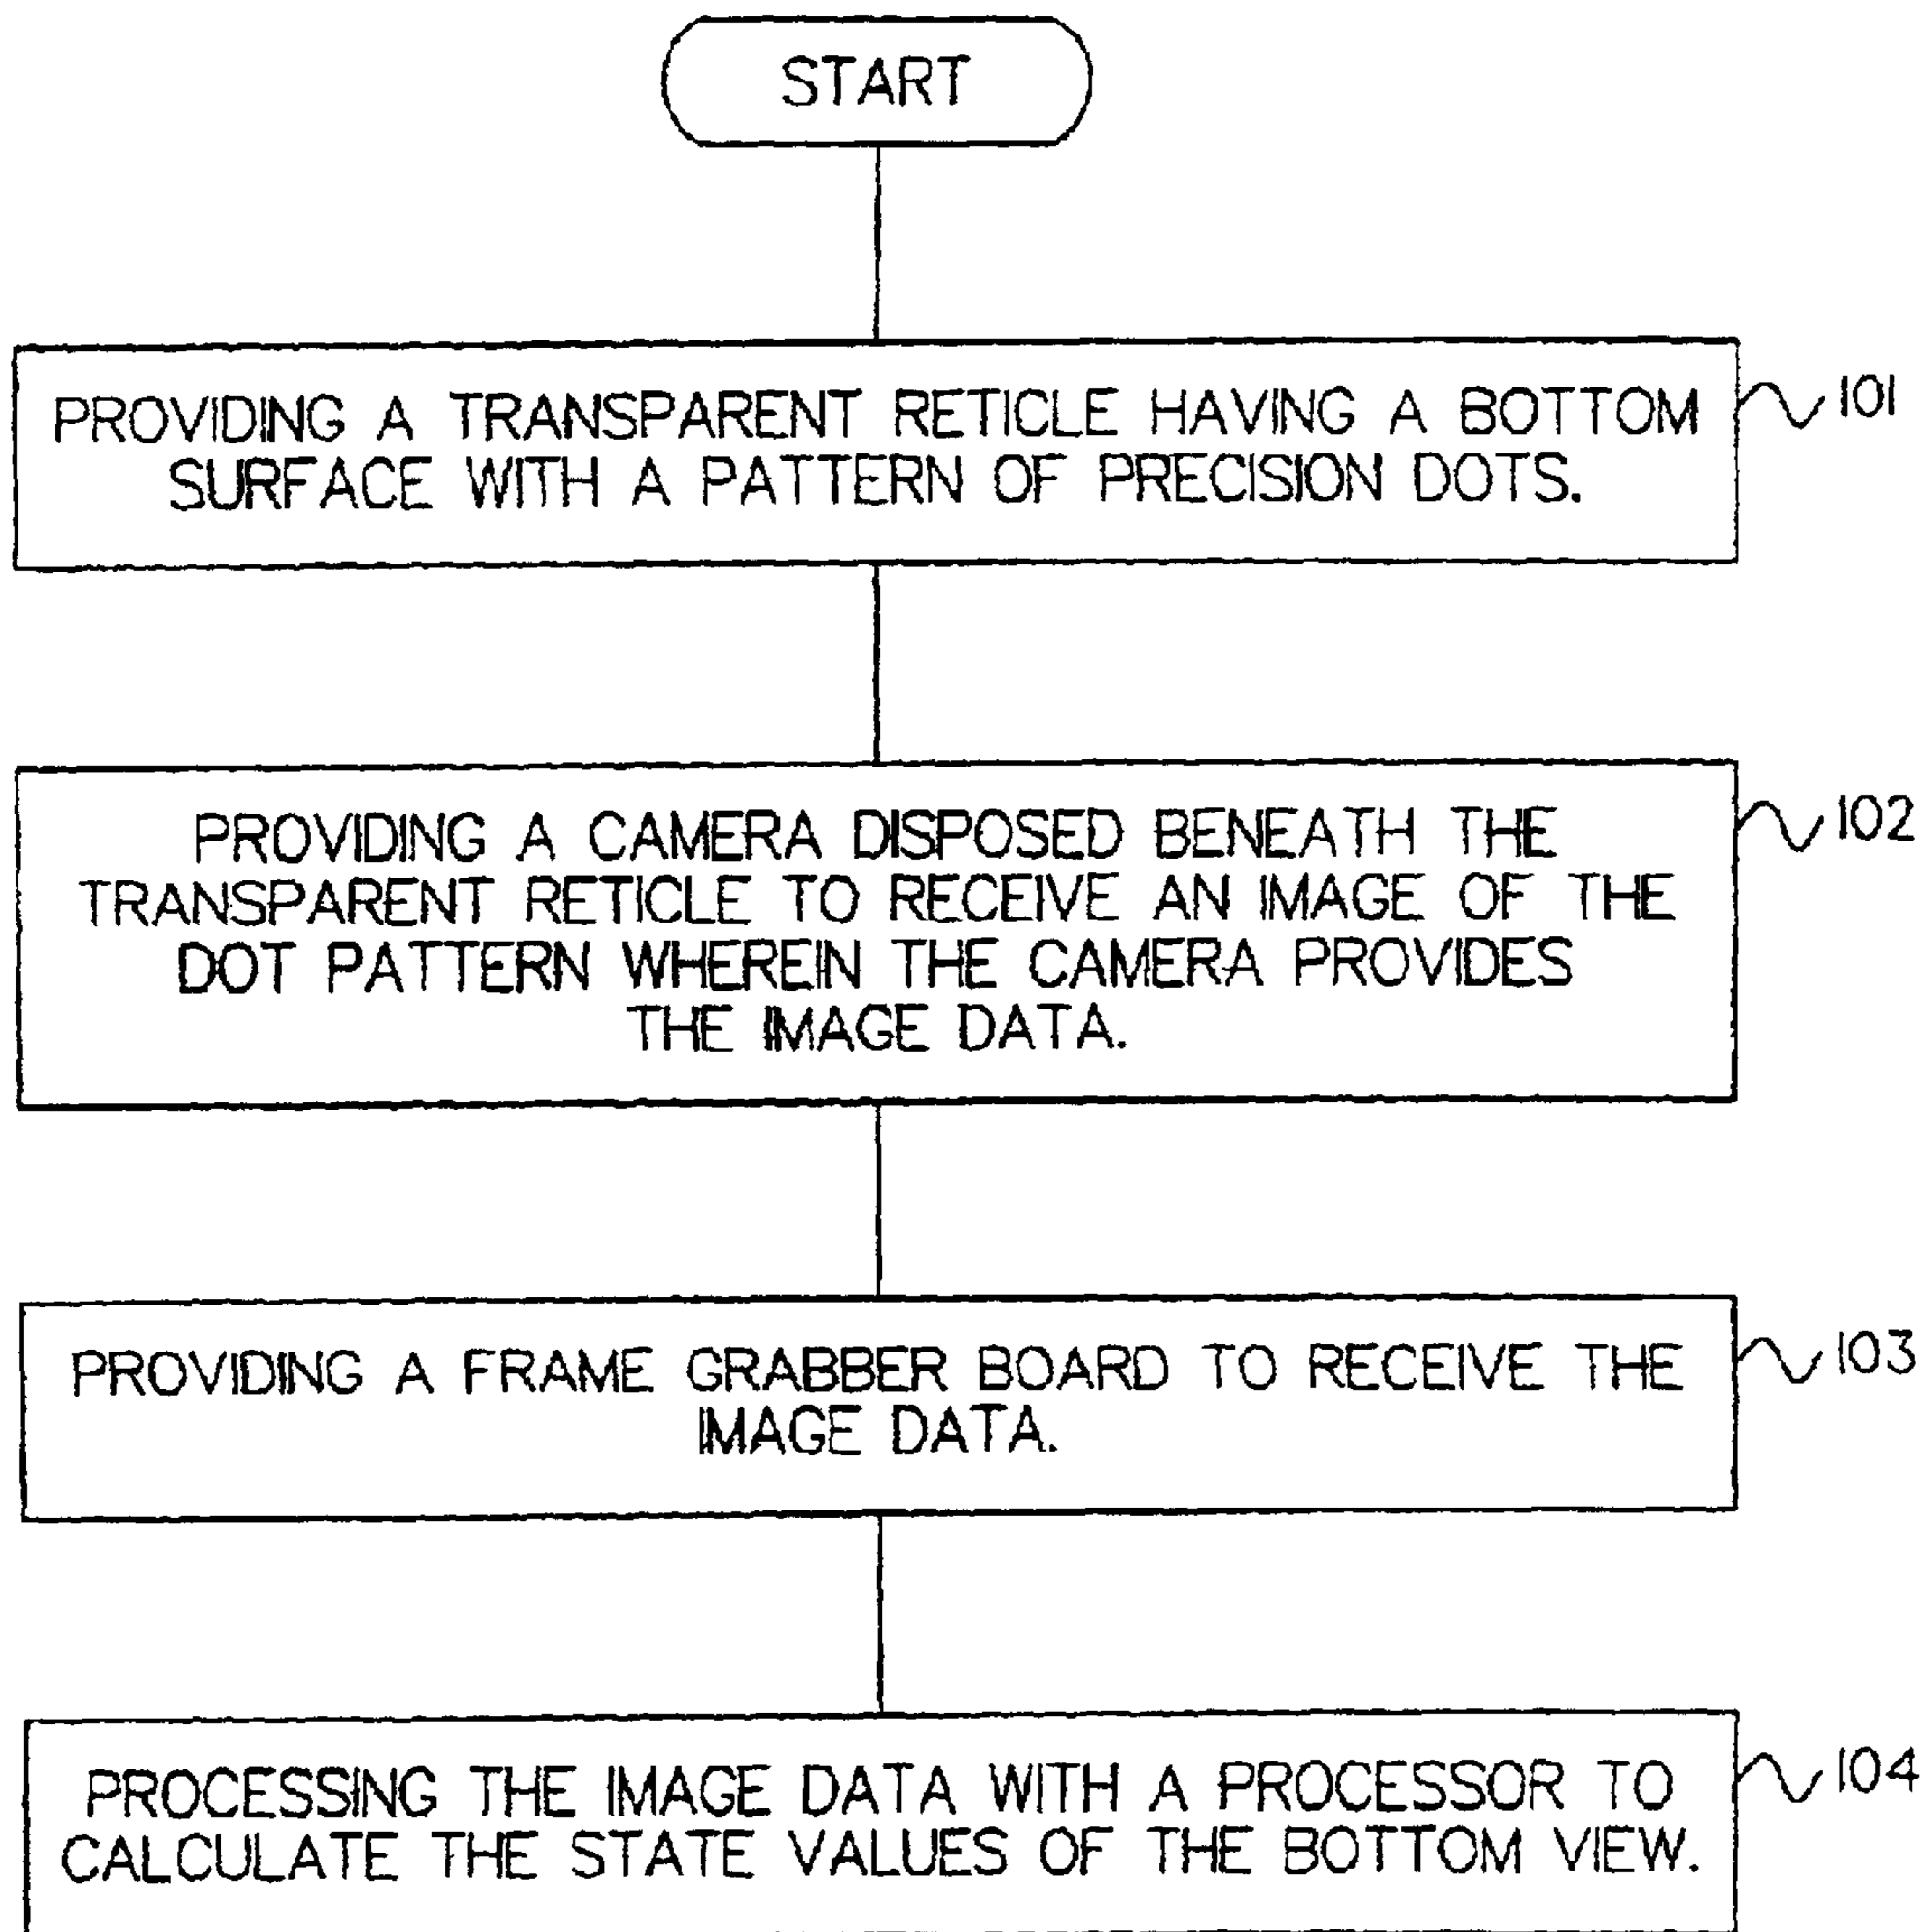 START
PROVIDING A TRANSPARENT RETICLE HAVING A BOTTOM
SURFACE WITH A PATTERN OF PRECISION DOTS.
101
PROVIDING A CAMERA DISPOSED BENEATH THE
TRANSPARENT RETICLE TO RECEIVE AN IMAGE OF THE
DOT PATTERN WHEREIN THE CAMERA PROVIDES
THE IMAGE DATA.
102
PROVIDING A FRAME GRABBER BOARD TO RECEIVE THE
IMAGE DATA.
103
PROCESSING THE IMAGE DATA WITH A PROCESSOR TO
CALCULATE THE STATE VALUES OF THE BOTTOM VIEW.
104